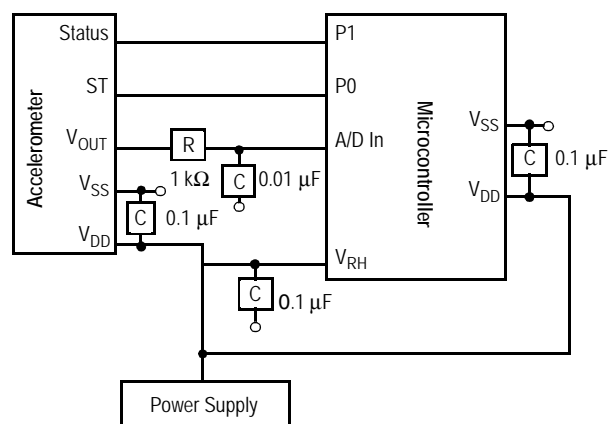 Accelerometer
Status
ST
VOUT
VSS
VDD
R
1 kΩ
C
0.01 µF
C
0.1 µF
C
0.1 µF
P1
P0
A/D In
VRH
Microcontroller
VSS
VDD
C
0.1 µF
Power Supply